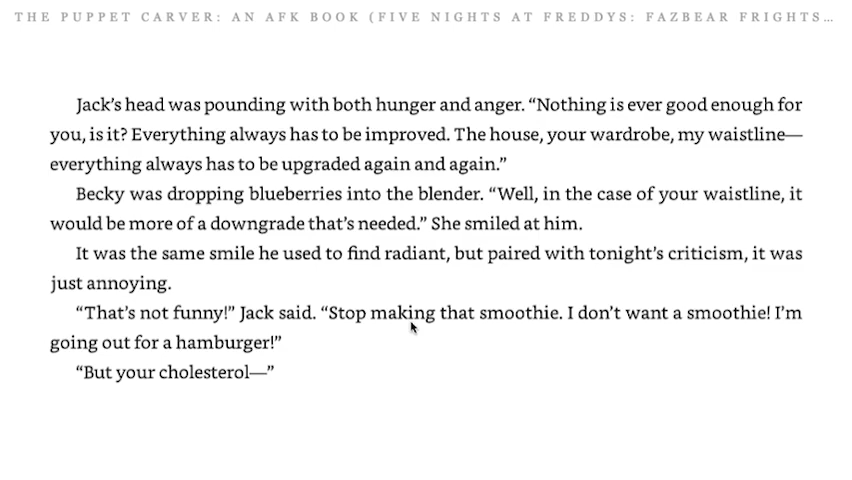 THE PUPPET CARVER: AN AFK BOOK (FIVE NIGHTS AT FREDDYS: FAZBEAR FRIGHTS...
Jack’s head was pounding with both hunger and anger. “Nothing is ever good enough for
you, is it? Everything always has to be improved. The house, your wardrobe, my waistline—
everything always has to be upgraded again and again.”
Becky was dropping blueberries into the blender. “Well, in the case of your waistline, it
would be more of a downgrade that’s needed.” She smiled at him.
It was the same smile he used to find radiant, but paired with tonight’s criticism, it was
just annoying.
“That’s not funny!” Jack said. “Stop making that smoothie. I don’t want a smoothie! I’m
going out for a hamburger!”
“But your cholesterol—”